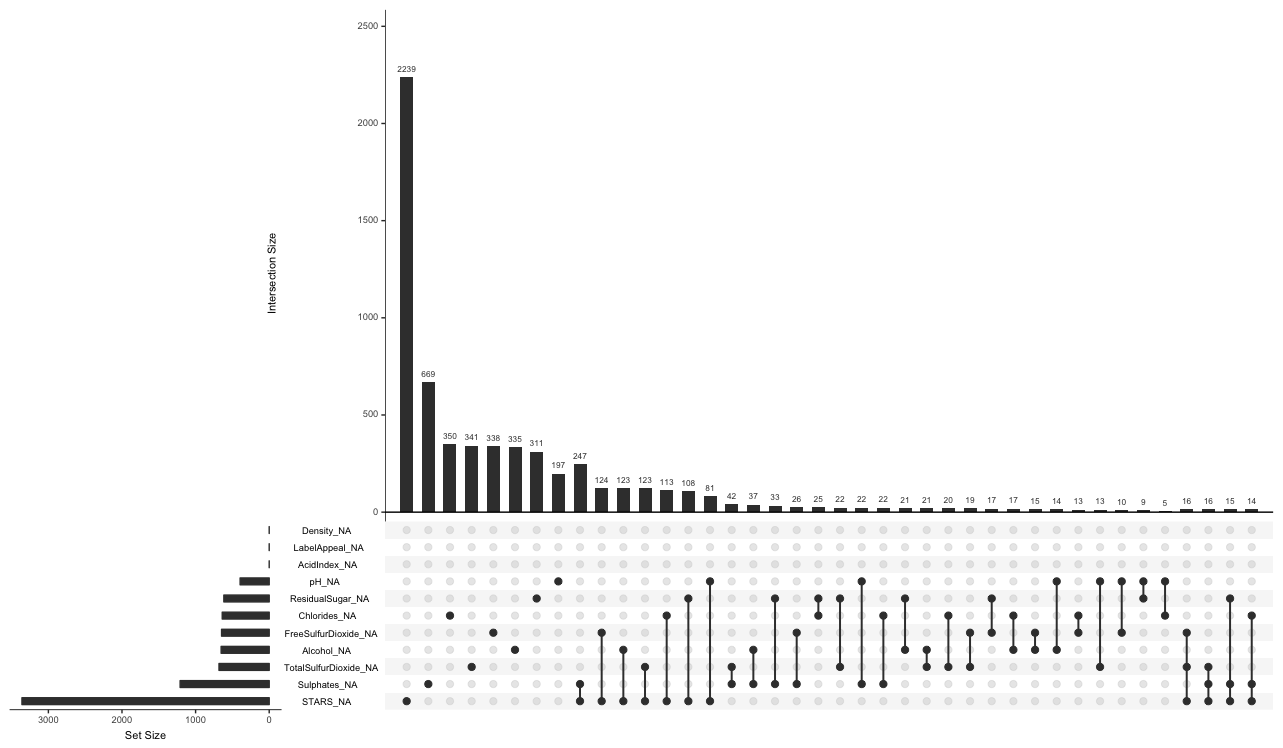 2500
2000
1500
1000
500
0
Intersection Size
2239 669 350 341 338 335 311 197 247 124 123 123 113 108 81 42 37 33 26 25 22 22 22 21 21 20 19 17 17 15 14 13 13 10 9 5 16 16 15 14
Density_NA
LabelAppeal_NA
AcidIndex_NA
pH_NA
ResidualSugar_NA
Chlorides_NA
FreeSulfurDioxide_NA
Alcohol_NA
TotalSulfurDioxide_NA
Sulphates_NA
STARS_NA
3000 2000 1000 0
Set Size